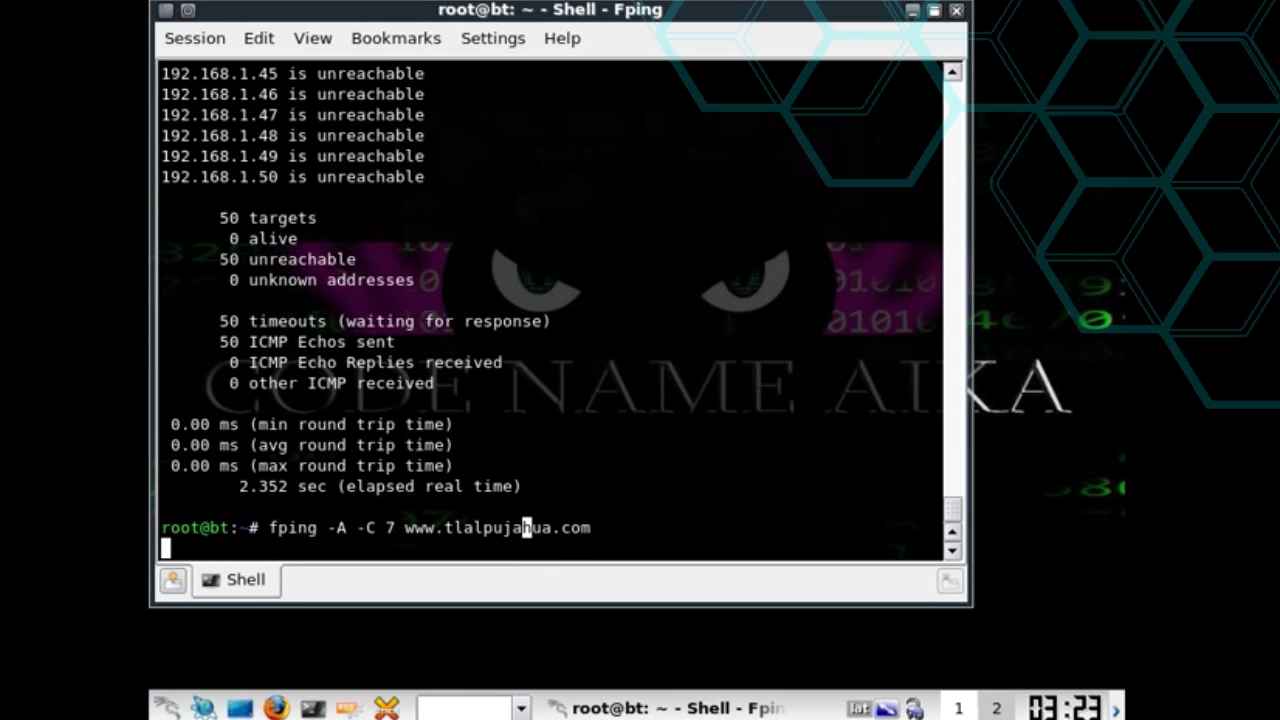 root@bt: ~ - Shell - Fping
Session Edit View Bookmarks Settings Help
192.168.1.45 is unreachable
192.168.1.46 is unreachable
192.168.1.47 is unreachable
192.168.1.48 is unreachable
192.168.1.49 is unreachable
192.168.1.50 is unreachable
50 targets
0 alive
50 unreachable
0 unknown addresses
50 timeouts (waiting for response)
50 ICMP Echos sent
0 ICMP Echo Replies received
0 other ICMP received
CODE NAME AIKA
0.00 ms (min round trip time)
0.00 ms (avg round trip time)
0.00 ms (max round trip time)
2.352 sec (elapsed real time)
root@bt:~# fping -A -C 7 www.tlalpujahua.com
Shell
root@bt: ~ - Shell - Fpin
1 2 03:23